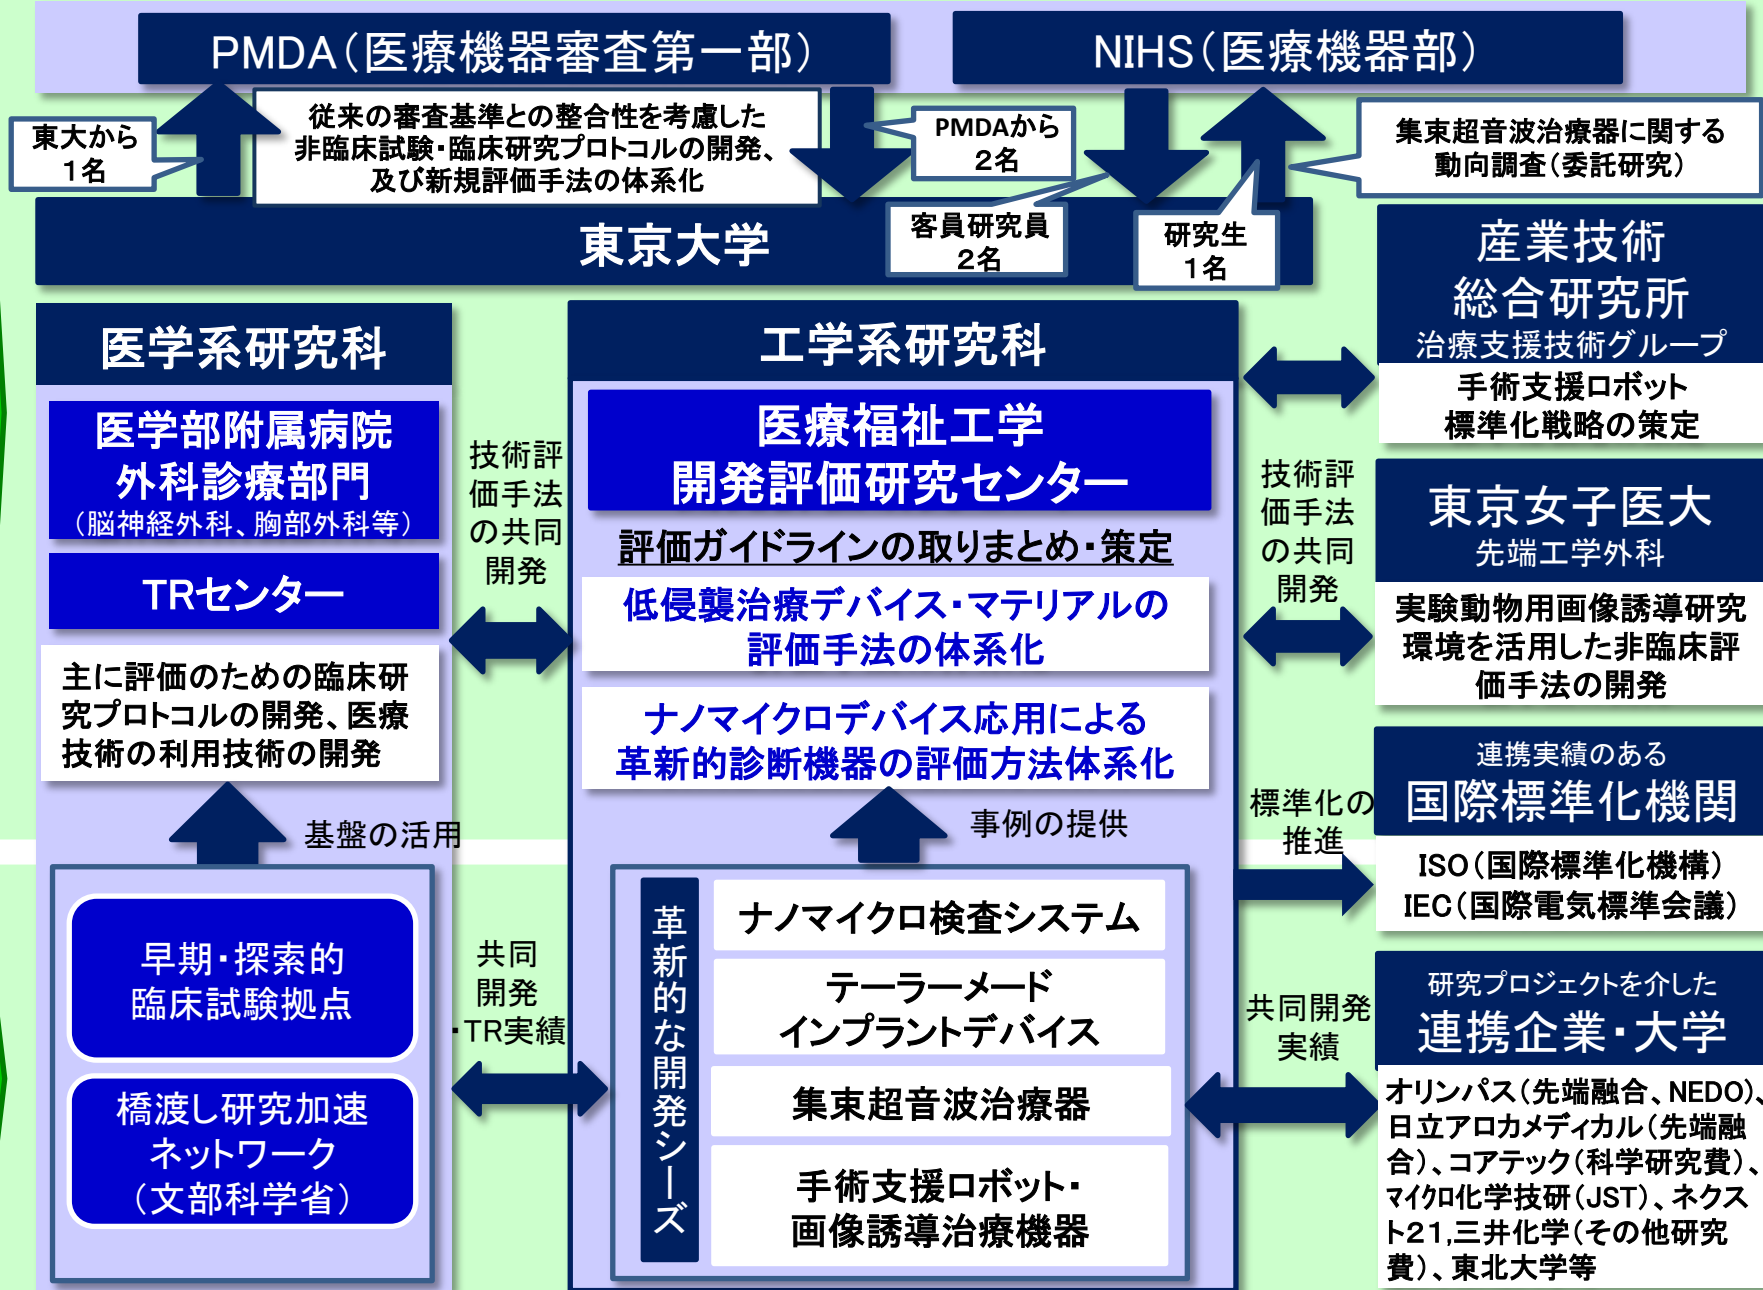 PMDA（医療機器審査第一部）
NIHS（医療機器部）
東大から
1名
従来の審査基準との整合性を考慮した
非臨床試験・臨床研究プロトコルの開発、
及び新規評価手法の体系化
PMDAから
2名
集束超音波治療器に関する
動向調査（委託研究）
東京大学
客員研究員
2名
研究生
1名
医学系研究科
医学部附属病院
外科診療部門
（脳神経外科、胸部外科等）
TRセンター
主に評価のための臨床研
究プロトコルの開発、医療
技術の利用技術の開発
基盤の活用
早期・探索的
臨床試験拠点
橋渡し研究加速
ネットワーク
（文部科学省）
技術評
価手法
の共同
開発
共同
開発
・TR実績
工学系研究科
医療福祉工学
開発評価研究センター
評価ガイドラインの取りまとめ・策定
低侵襲治療デバイス・マテリアルの
評価手法の体系化
ナノマイクロデバイス応用による
革新的診断機器の評価方法体系化
事例の提供
革新的な開発シーズ
ナノマイクロ検査システム
テーラーメード
インプラントデバイス
集束超音波治療器
手術支援ロボット・
画像誘導治療機器
技術評
価手法
の共同
開発
標準化の
推進
共同開発
実績
産業技術
総合研究所
治療支援技術グループ
手術支援ロボット
標準化戦略の策定
東京女子医大
先端工学外科
実験動物用画像誘導研究
環境を活用した非臨床評
価手法の開発
連携実績のある
国際標準化機関
ISO（国際標準化機構）
IEC（国際電気標準会議）
研究プロジェクトを介した
連携企業・大学
オリンパス（先端融合、NEDO）、
日立アロカメディカル（先端融
合）、コアテック（科学研究費）、
マイクロ化学技研（JST）、ネクス
ト21,三井化学（その他研究
費）、東北大学等